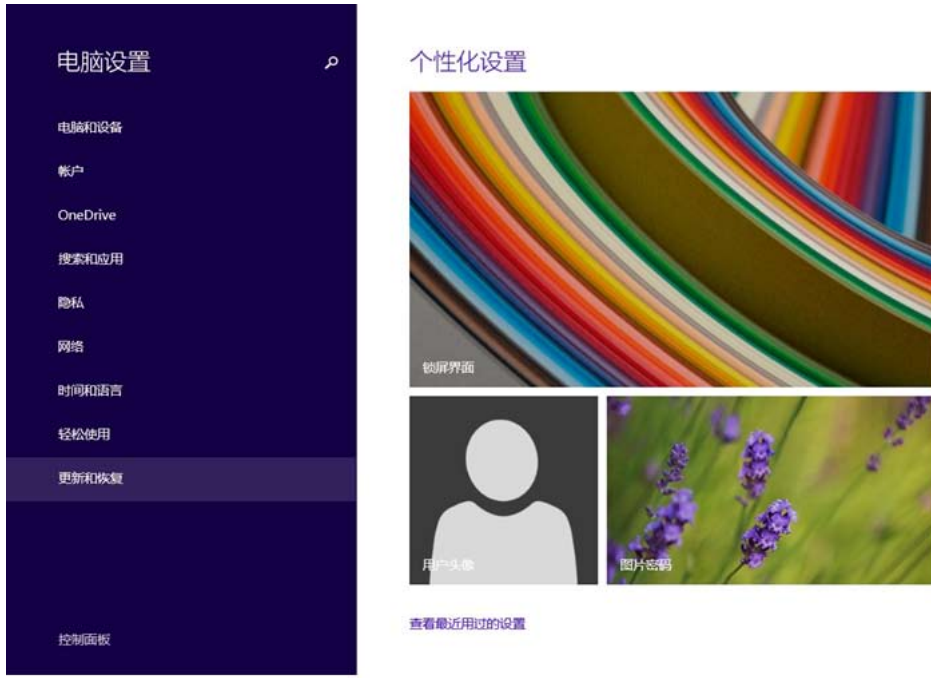 电脑设置
电脑和设备
帐户
OneDrive
搜索和应用
隐私
网络
时间和语言
轻松使用
更新和恢复
控制面板
个性化设置
锁屏界面
用户头像
图片密码
查看最近用过的设置